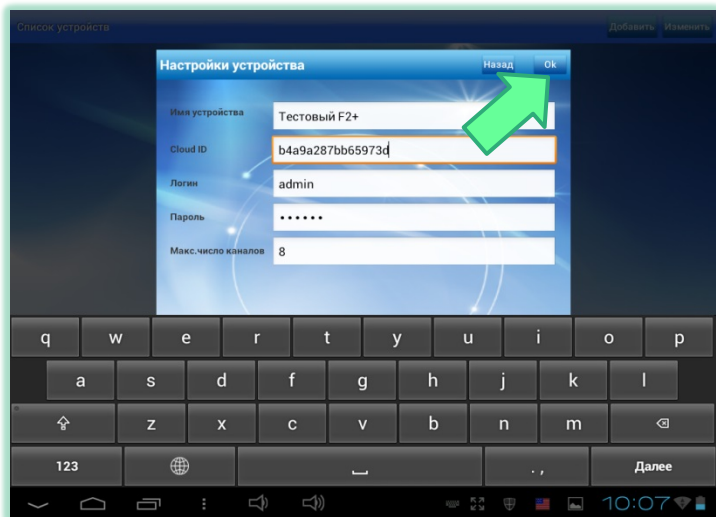 Список устройств Добавить Изменить
Настройки устройства Назад Ok
Имя устройства Тестовый F2+
Cloud ID b4a9a287bb65973d
Логин admin
Пароль ••••••
Макс.число каналов 8
q w e r t y u i o p
a s d f g h j k l
z x c v b n m
123 . , Далее
10:07